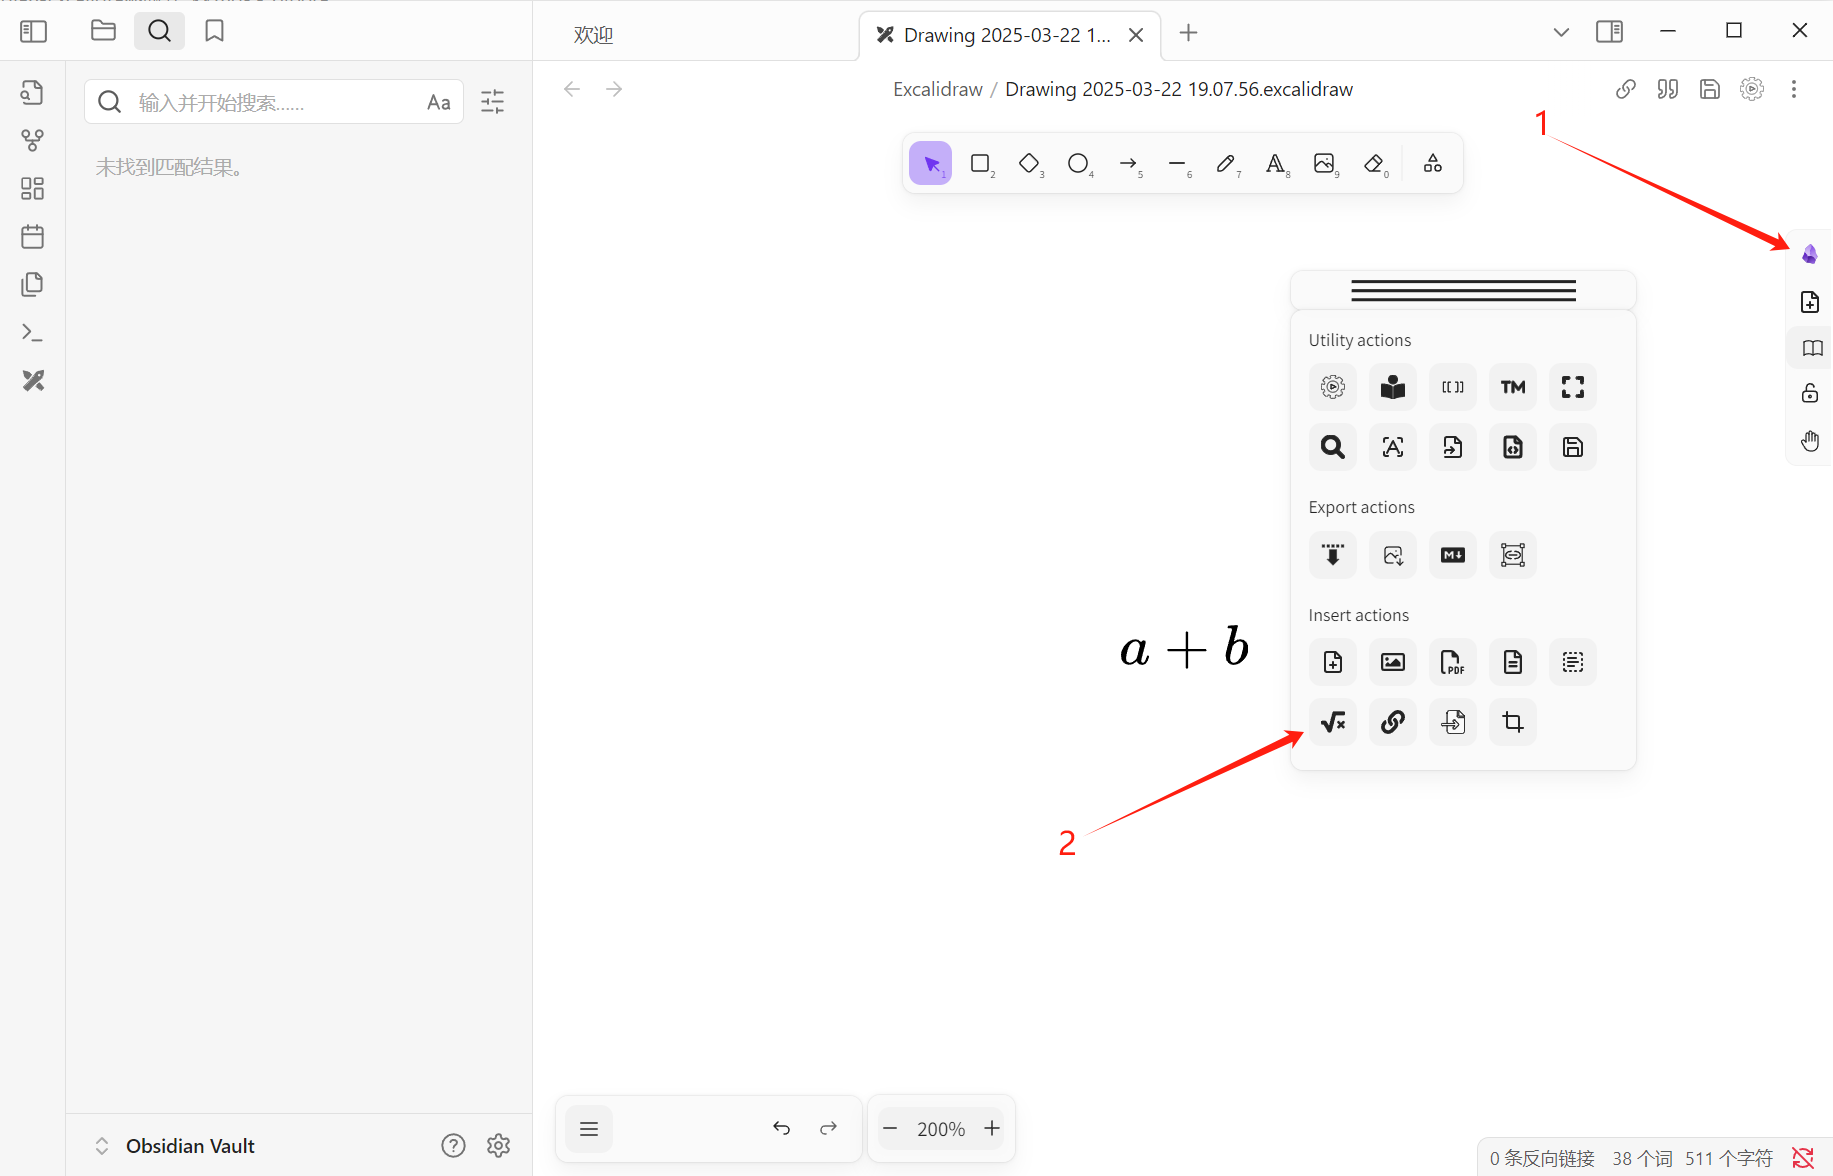 欢迎
Drawing 2025-03-22 1...
输入并开始搜索...... Aa
未找到匹配结果。
Excalidraw / Drawing 2025-03-22 19.07.56.excalidraw
1
1 2 3 4 5 6 7 A 8 9 0
Utility actions
[[ ]] TM
A
Export actions
M
Insert actions
PDF
√x
a + b
2
200%
Obsidian Vault
0 条反向链接 38 个词 511 个字符